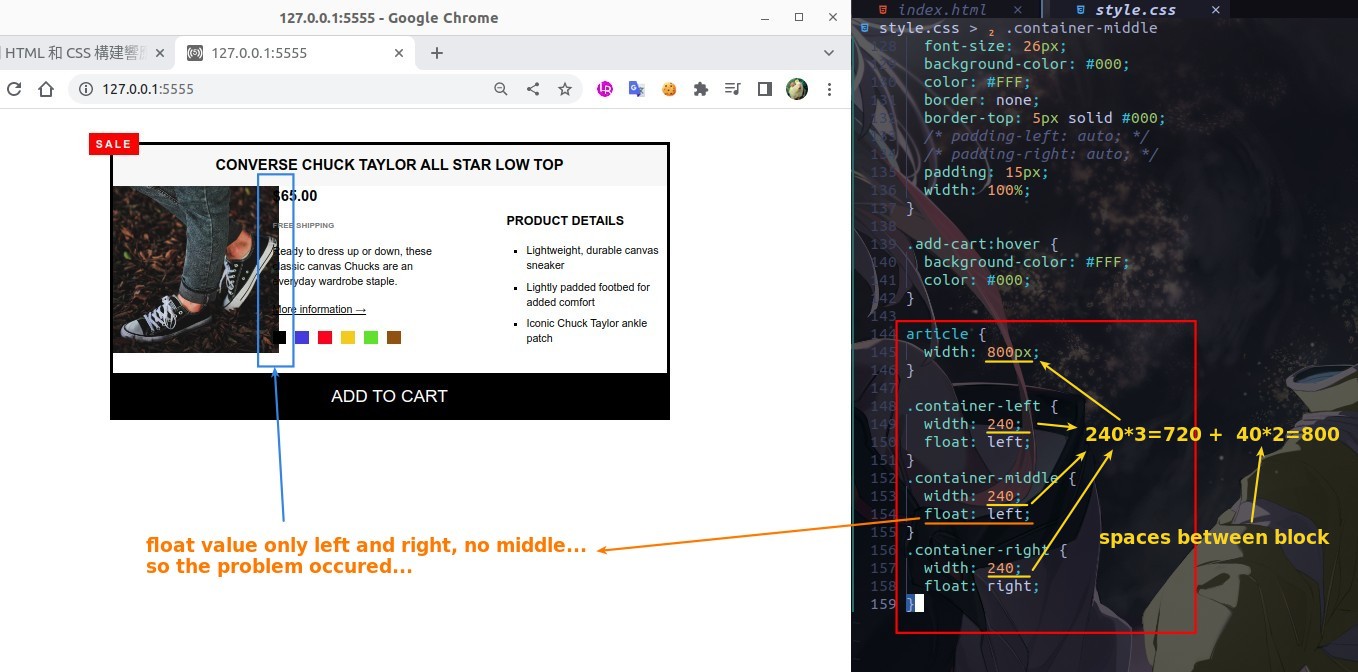 127.0.0.1:5555 - Google Chrome
HTML 和 CSS 構建響應
127.0.0.1:5555
127.0.0.1:5555
SALE
CONVERSE CHUCK TAYLOR ALL STAR LOW TOP
$65.00
FREE SHIPPING
Ready to dress up or down, these
classic canvas Chucks are an
everyday wardrobe staple.
More information →
PRODUCT DETAILS
Lightweight, durable canvas
sneaker
Lightly padded footbed for
added comfort
Iconic Chuck Taylor ankle
patch
ADD TO CART
float value only left and right, no middle...
so the problem occured...
index.html
style.css
style.css > .container-middle
128 font-size: 26px;
background-color: #000;
color: #FFF;
border: none;
border-top: 5px solid #000;
/* padding-left: auto; */
/* padding-right: auto; */
135 padding: 15px;
136 width: 100%;
137 }
138
139 .add-cart:hover {
140 background-color: #FFF;
141 color: #000;
142 }
143
144 article {
145 width: 800px;
146 }
147
148 .container-left {
149 width: 240;
150 float: left;
151 }
152 .container-middle {
153 width: 240;
154 float: left;
155 }
156 .container-right {
157 width: 240;
158 float: right;
159 }
240*3=720 + 40*2=800
spaces between block